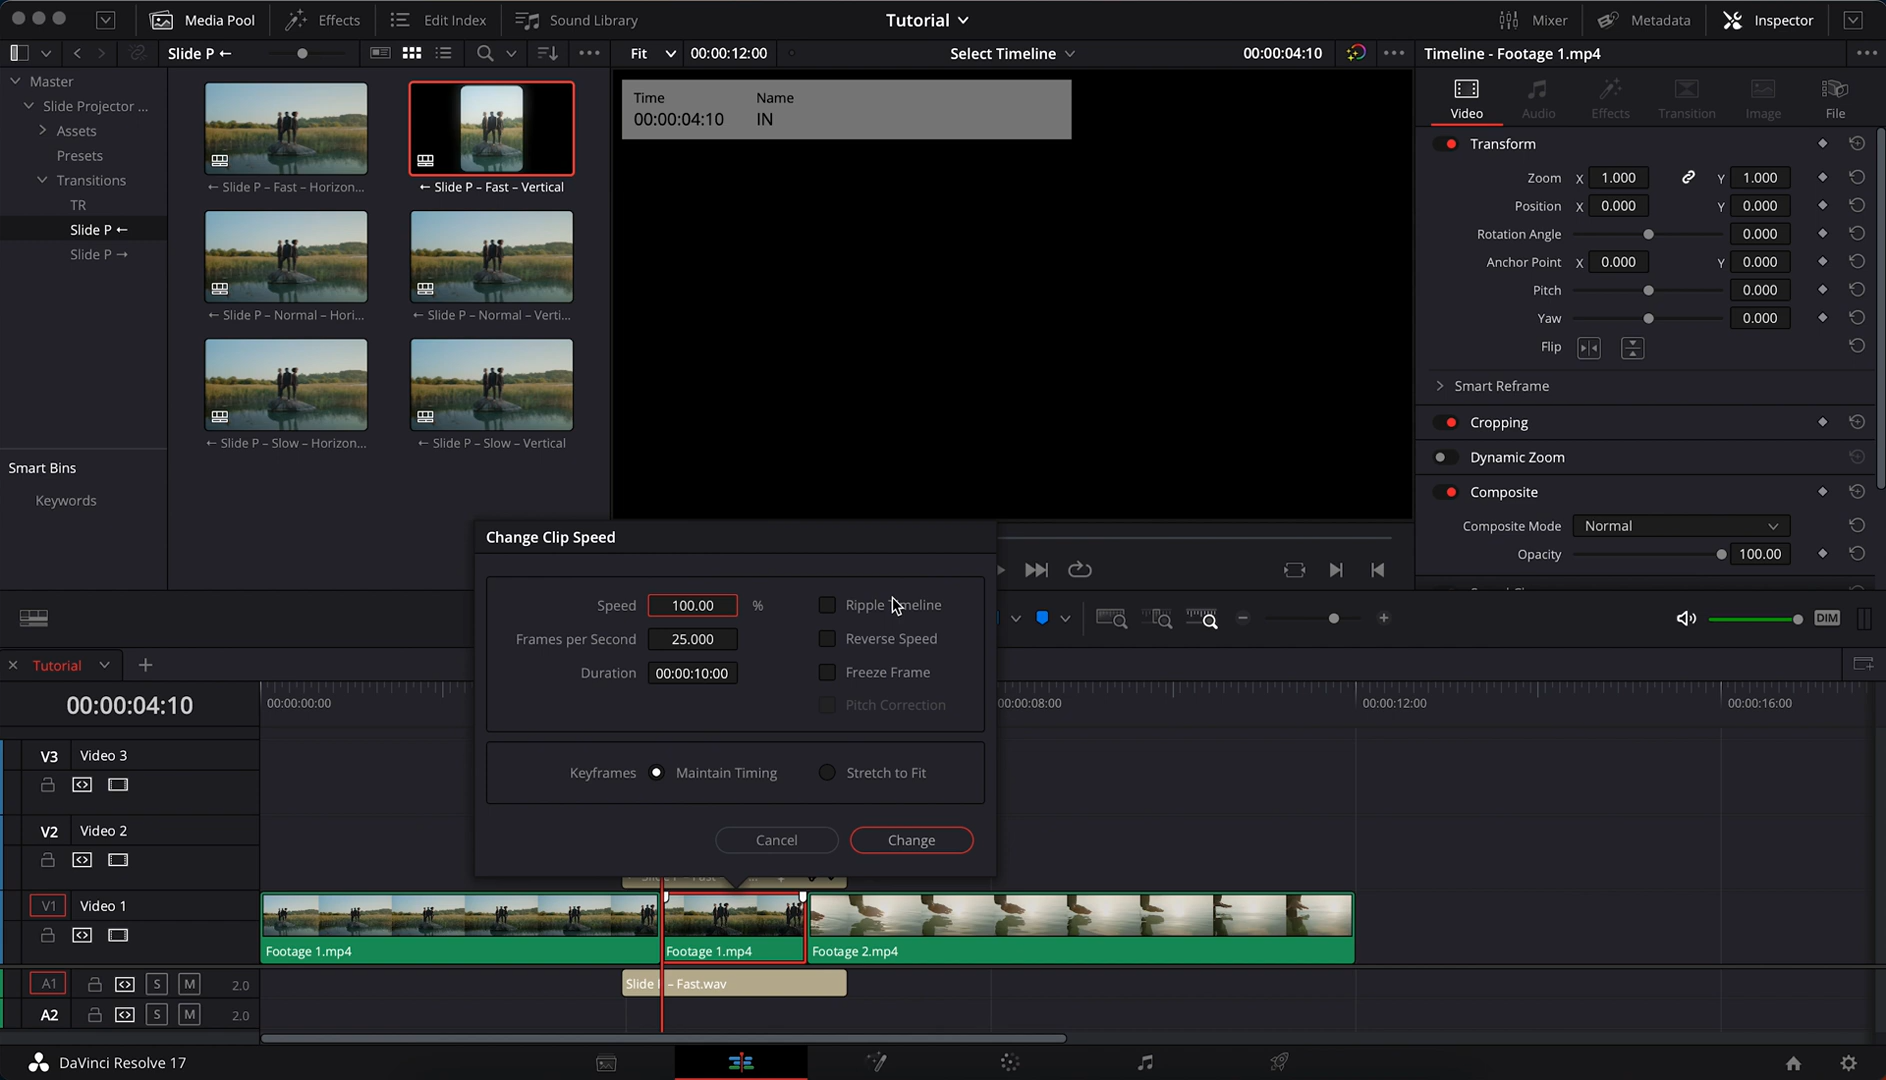 Media Pool
Effects
Edit Index
Sound Library
Tutorial
Mixer
Metadata
Inspector
Slide P ←
Fit
00:00:12:00
Select Timeline
00:00:04:10
Timeline - Footage 1.mp4
Master
Slide Projector ...
Assets
Presets
Transitions
TR
Slide P ←
Slide P →
Smart Bins
Keywords
← Slide P – Fast – Horizon...
← Slide P – Fast – Vertical
← Slide P – Normal – Hori...
← Slide P – Normal – Verti...
← Slide P – Slow – Horizon...
← Slide P – Slow – Vertical
Time
Name
00:00:04:10
IN
Video
Audio
Effects
Transition
Image
File
Transform
Zoom X 1.000 Y 1.000
Position X 0.000 Y 0.000
Rotation Angle 0.000
Anchor Point X 0.000 Y 0.000
Pitch 0.000
Yaw 0.000
Flip
Smart Reframe
Cropping
Dynamic Zoom
Composite
Composite Mode Normal
Opacity 100.00
Change Clip Speed
Speed 100.00 %
Ripple Timeline
Frames per Second 25.000
Reverse Speed
Duration 00:00:10:00
Freeze Frame
Pitch Correction
Keyframes Maintain Timing Stretch to Fit
Cancel
Change
DIM
Tutorial
00:00:04:10
00:00:00:00
00:00:08:00
00:00:12:00
00:00:16:00
V3 Video 3
V2 Video 2
V1 Video 1
Footage 1.mp4
Footage 1.mp4
Footage 2.mp4
A1 S M 2.0
Slide P – Fast.wav
A2 S M 2.0
DaVinci Resolve 17